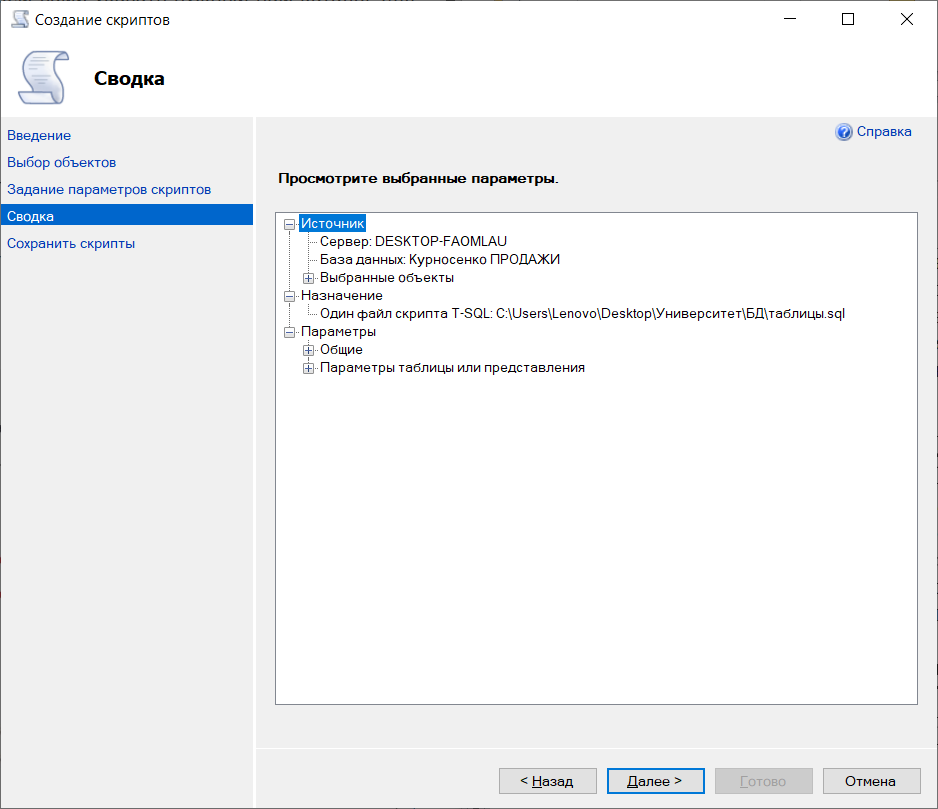 Создание скриптов
Сводка
Введение
Выбор объектов
Задание параметров скриптов
Сводка
Сохранить скрипты
Справка
Просмотрите выбранные параметры.
Источник
Сервер: DESKTOP-FAOMLAU
База данных: Курносенко ПРОДАЖИ
Выбранные объекты
Назначение
Один файл скрипта T-SQL: C:\Users\Lenovo\Desktop\Университет\БД\таблицы.sql
Параметры
Общие
Параметры таблицы или представления
< Назад Далее > Готово Отмена